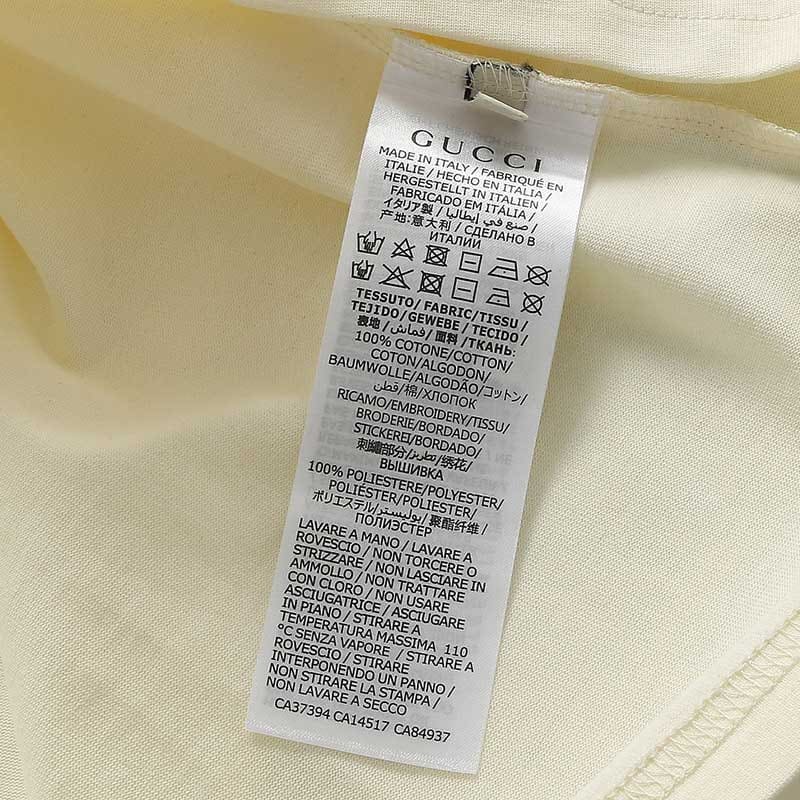 GUCCI
MADE IN ITALY / FABRIQUÉ EN
ITALIE / HECHO EN ITALIA /
HERGESTELLT IN ITALIEN /
FABRICADO EM ITÁLIA /
イタリア製 / صنع في إيطاليا /
产地:意大利 / СДЕЛАНО В
ИТАЛИИ
TESSUTO/ FABRIC/TISSU/
TEJIDO/ GEWEBE/ TECIDO/
表地/ قماش/ 面料/ТКАНЬ:
100% COTONE/COTTON/
COTON/ALGODON/
BAUMWOLLE/ALGODÃO/コットン/
قطن/棉/ХЛОПОК
RICAMO/EMBROIDERY/TISSU/
BRODERIE/BORDADO/
STICKEREI/BORDADO/
刺繍部分/ تطريز/绣花/
ВЫШИВКА
100% POLIESTERE/POLYESTER/
POLIÉSTER/POLIESTER/
ポリエステル/بوليستر/聚酯纤维/
ПОЛИЭСТЕР
LAVARE A MANO / LAVARE A
ROVESCIO / NON TORCERE O
STRIZZARE / NON LASCIARE IN
AMMOLLO / NON TRATTARE
CON CLORO / NON USARE
ASCIUGATRICE / ASCIUGARE
IN PIANO / STIRARE A
TEMPERATURA MASSIMA 110
°C SENZA VAPORE / STIRARE A
ROVESCIO / STIRARE
INTERPONENDO UN PANNO /
NON STIRARE LA STAMPA /
NON LAVARE A SECCO
CA37394 CA14517 CA84937